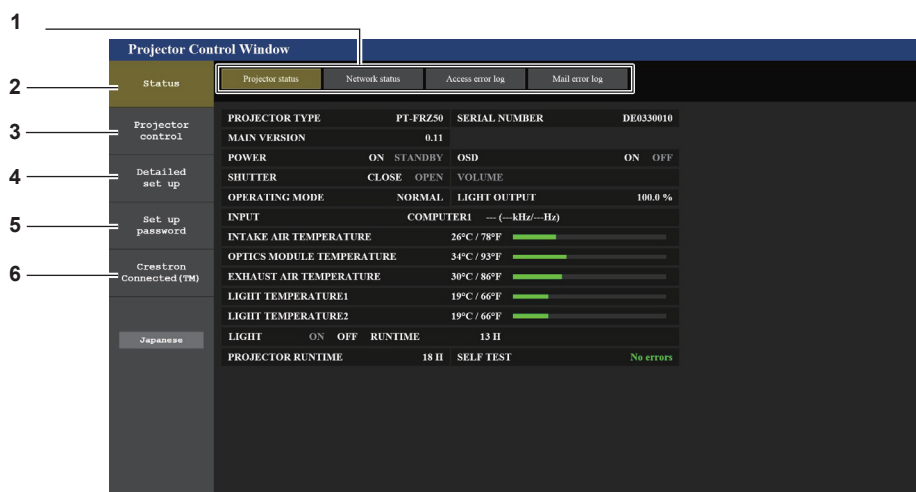 1
Projector Control Window
2
Status
Projector status Network status Access error log Mail error log
3
Projector
control
4
Detailed
set up
5
Set up
password
6
Crestron
Connected(TM)
Japanese
PROJECTOR TYPE PT-FRZ50 SERIAL NUMBER DE0330010
MAIN VERSION 0.11
POWER ON STANDBY OSD ON OFF
SHUTTER CLOSE OPEN VOLUME
OPERATING MODE NORMAL LIGHT OUTPUT 100.0 %
INPUT COMPUTER1 --- (---kHz/---Hz)
INTAKE AIR TEMPERATURE 26°C / 78°F
OPTICS MODULE TEMPERATURE 34°C / 93°F
EXHAUST AIR TEMPERATURE 30°C / 86°F
LIGHT TEMPERATURE1 19°C / 66°F
LIGHT TEMPERATURE2 19°C / 66°F
LIGHT ON OFF RUNTIME 13 H
PROJECTOR RUNTIME 18 H SELF TEST No errors